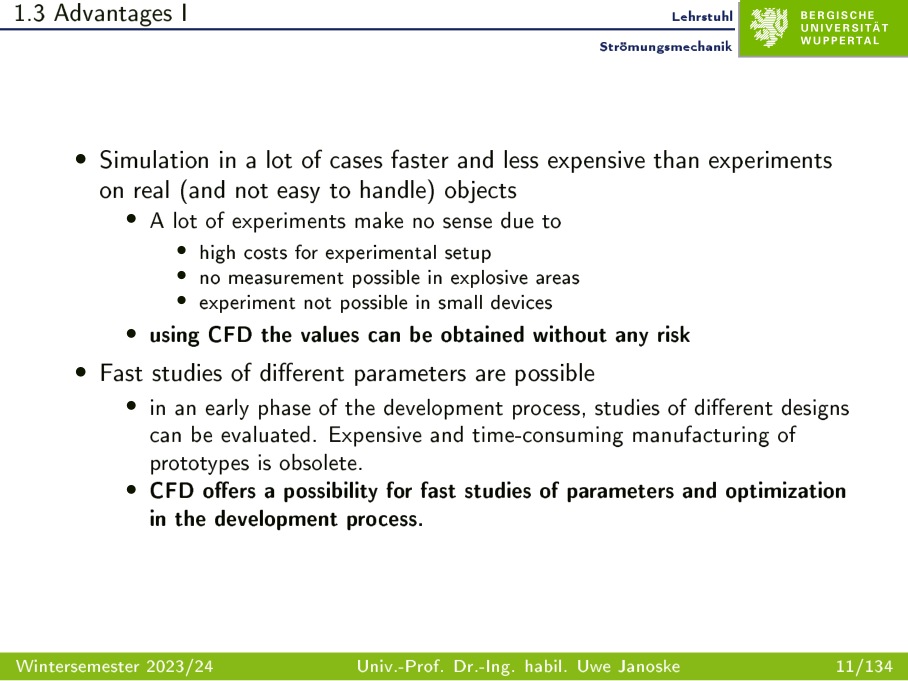 1.3 Advantages I
Lehrstuhl
Strömungsmechanik
BERGISCHE
UNIVERSITÄT
WUPPERTAL
• Simulation in a lot of cases faster and less expensive than experiments
on real (and not easy to handle) objects
• A lot of experiments make no sense due to
• high costs for experimental setup
• no measurement possible in explosive areas
• experiment not possible in small devices
• using CFD the values can be obtained without any risk
• Fast studies of different parameters are possible
• in an early phase of the development process, studies of different designs
can be evaluated. Expensive and time-consuming manufacturing of
prototypes is obsolete.
• CFD offers a possibility for fast studies of parameters and optimization
in the development process.
Wintersemester 2023/24
Univ.-Prof. Dr.-Ing. habil. Uwe Janoske
11/134